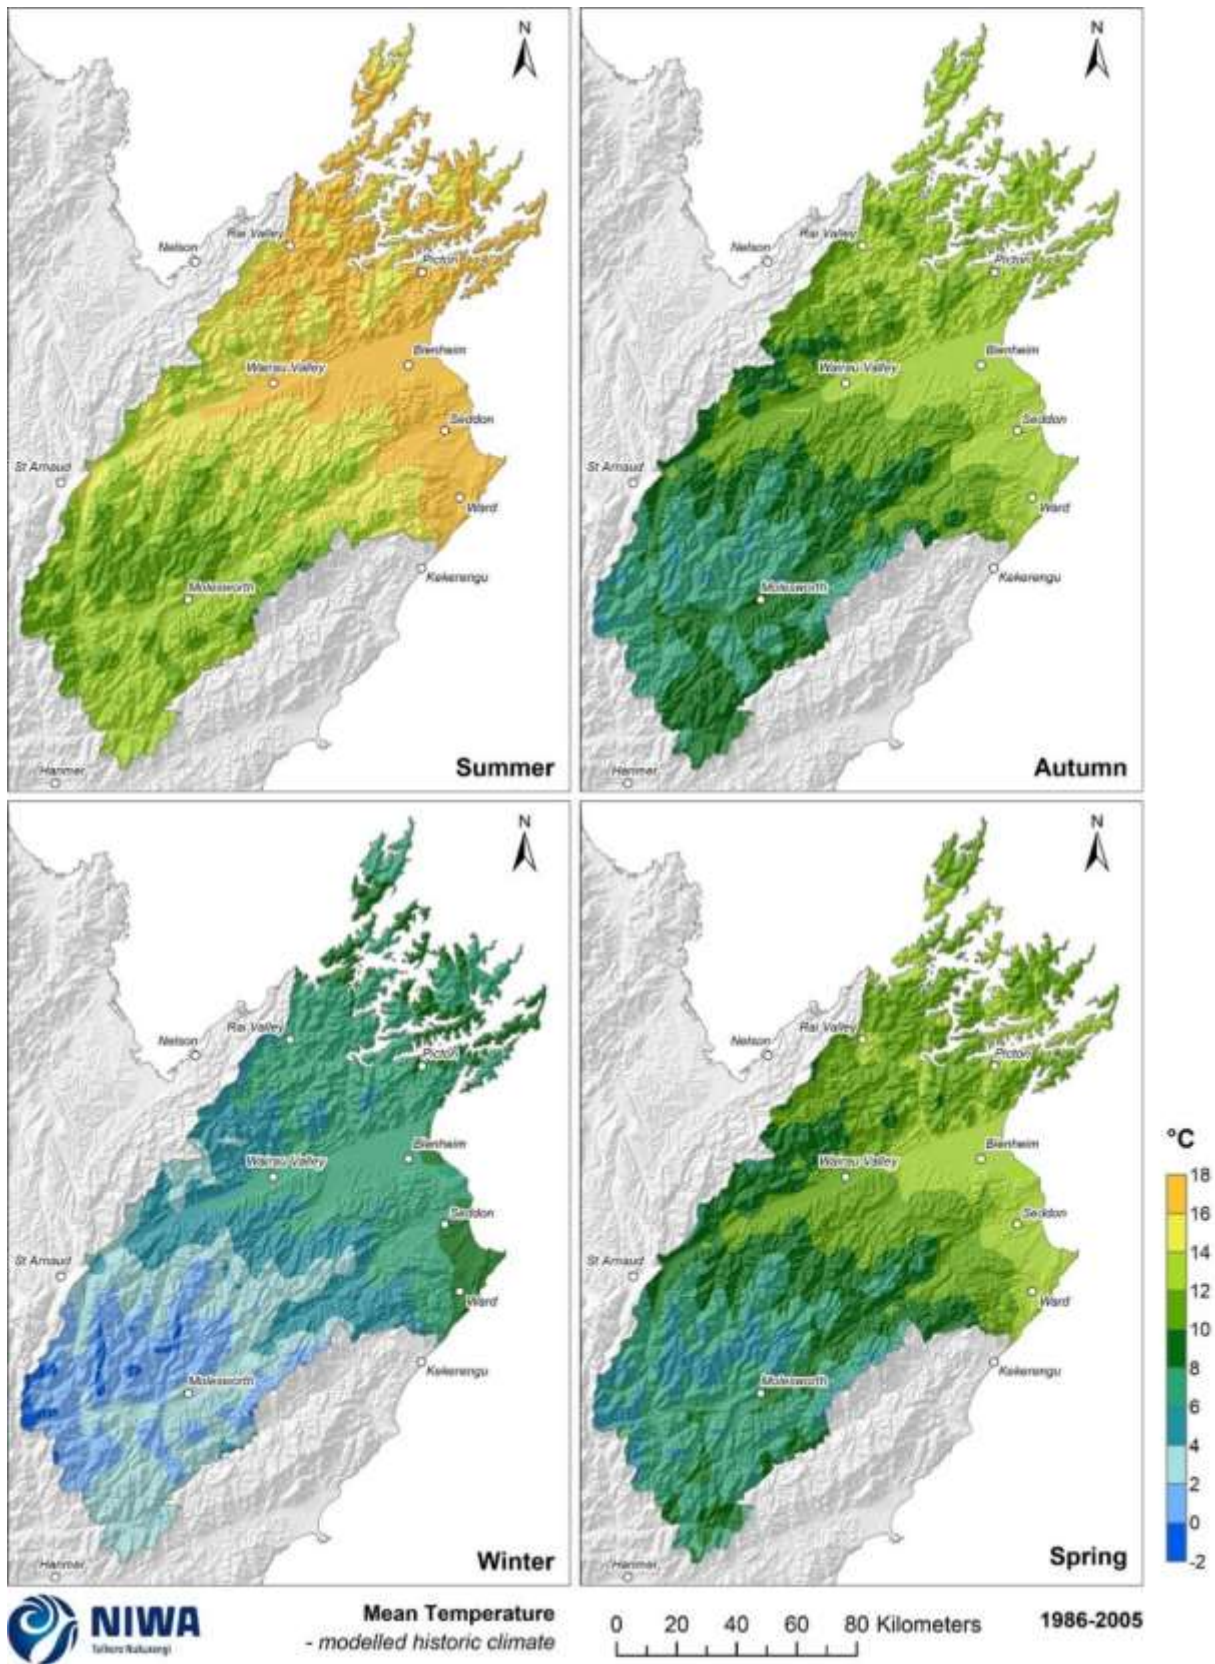 N
Nelson
Rai Valley
Picton
Wairau Valley
Blenheim
Seddon
St Arnaud
Ward
Molesworth
Kekerengu
Hanmer
Summer
N
Nelson
Rai Valley
Picton
Wairau Valley
Blenheim
Seddon
St Arnaud
Ward
Molesworth
Kekerengu
Hanmer
Autumn
N
Nelson
Rai Valley
Picton
Wairau Valley
Blenheim
Seddon
St Arnaud
Ward
Molesworth
Kekerengu
Hanmer
Winter
N
Nelson
Rai Valley
Picton
Wairau Valley
Blenheim
Seddon
St Arnaud
Ward
Molesworth
Kekerengu
Hanmer
Spring
°C
18
16
14
12
10
8
6
4
2
0
-2
NIWA
Taihoro Nukurangi
Mean Temperature
- modelled historic climate
0 20 40 60 80 Kilometers
1986-2005